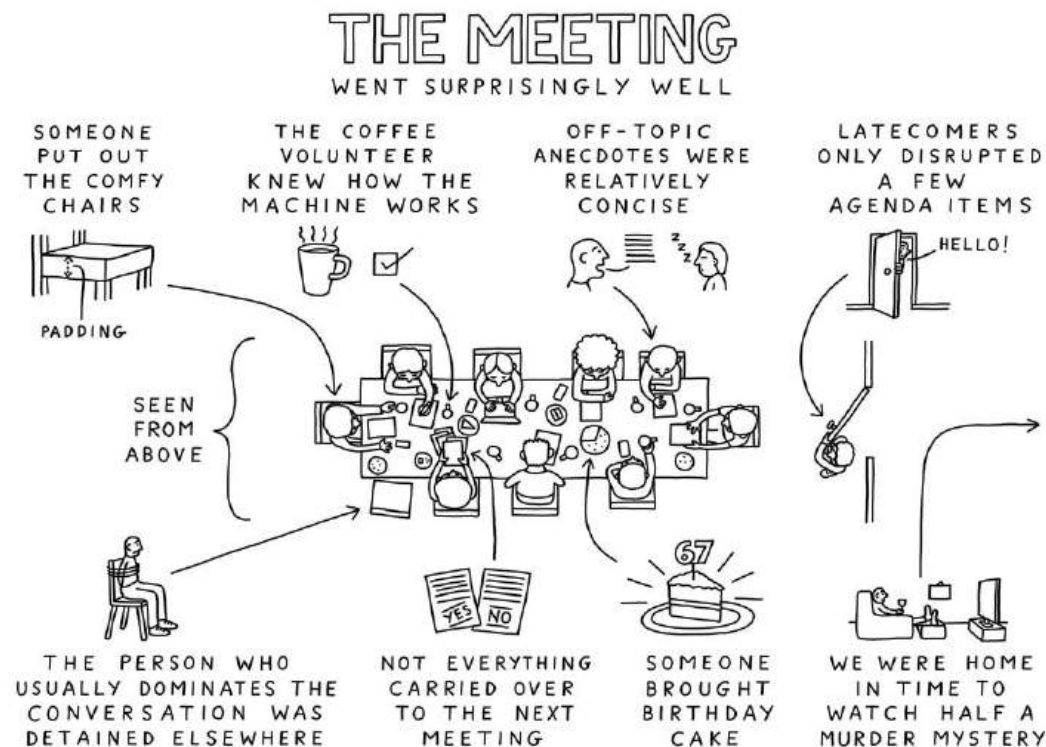 THE MEETING
WENT SURPRISINGLY WELL
SOMEONE
PUT OUT
THE COMFY
CHAIRS
PADDING
THE COFFEE
VOLUNTEER
KNEW HOW THE
MACHINE WORKS
OFF-TOPIC
ANECDOTES WERE
RELATIVELY
CONCISE
Z Z Z
LATECOMERS
ONLY DISRUPTED
A FEW
AGENDA ITEMS
HELLO!
SEEN
FROM
ABOVE
THE PERSON WHO
USUALLY DOMINATES THE
CONVERSATION WAS
DETAINED ELSEWHERE
YES
NO
NOT EVERYTHING
CARRIED OVER
TO THE NEXT
MEETING
67
SOMEONE
BROUGHT
BIRTHDAY
CAKE
WE WERE HOME
IN TIME TO
WATCH HALF A
MURDER MYSTERY